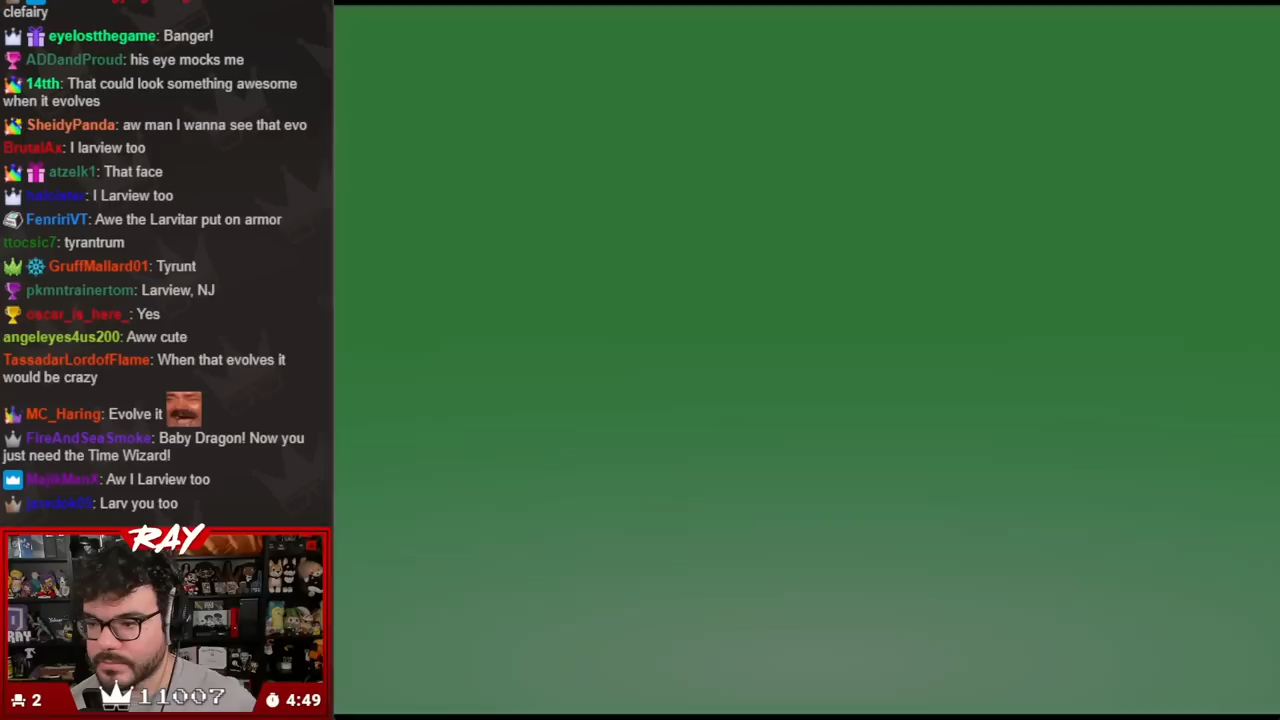 clefairy
eyelostthegame: Banger!
ADDandProud: his eye mocks me
14tth: That could look something awesome
when it evolves
SheidyPanda: aw man I wanna see that evo
BrutalAx: I larview too
atzelk1: That face
: I Larview too
FenririVT: Awe the Larvitar put on armor
ttocsic7: tyrantrum
GruffMallard01: Tyrunt
pkmntrainertom: Larview, NJ
oscar_is_here_: Yes
angeleyes4us200: Aww cute
TassadarLordofFlame: When that evolves it
would be crazy
MC_Haring: Evolve it
FireAndSeaSmoke: Baby Dragon! Now you
just need the Time Wizard!
MajikManX: Aw I Larview too
: Larv you too
RAY
RAY
2
11007
4:49